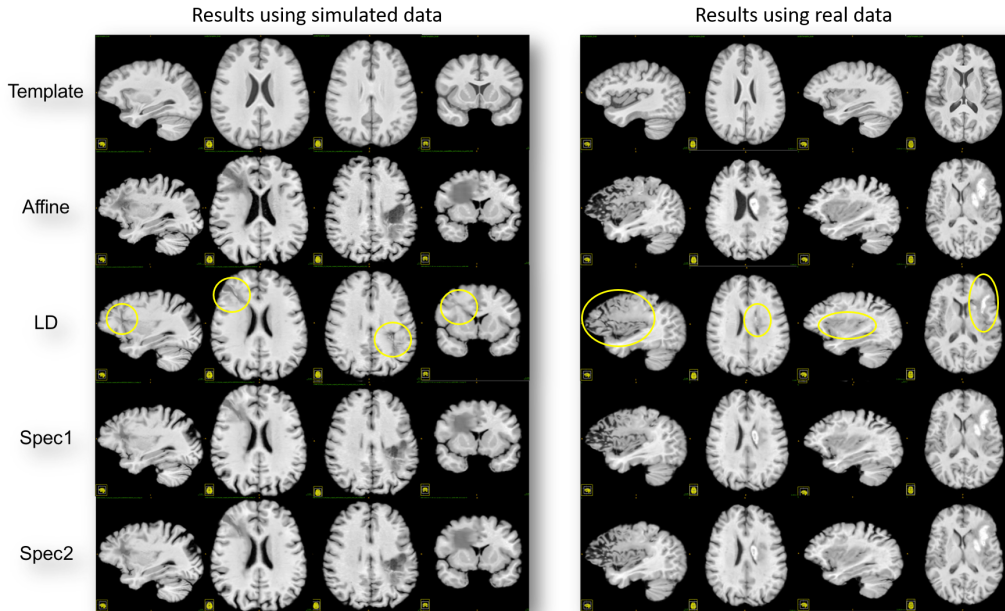 Results using simulated data
Results using real data
Template
Affine
LD
Spec1
Spec2